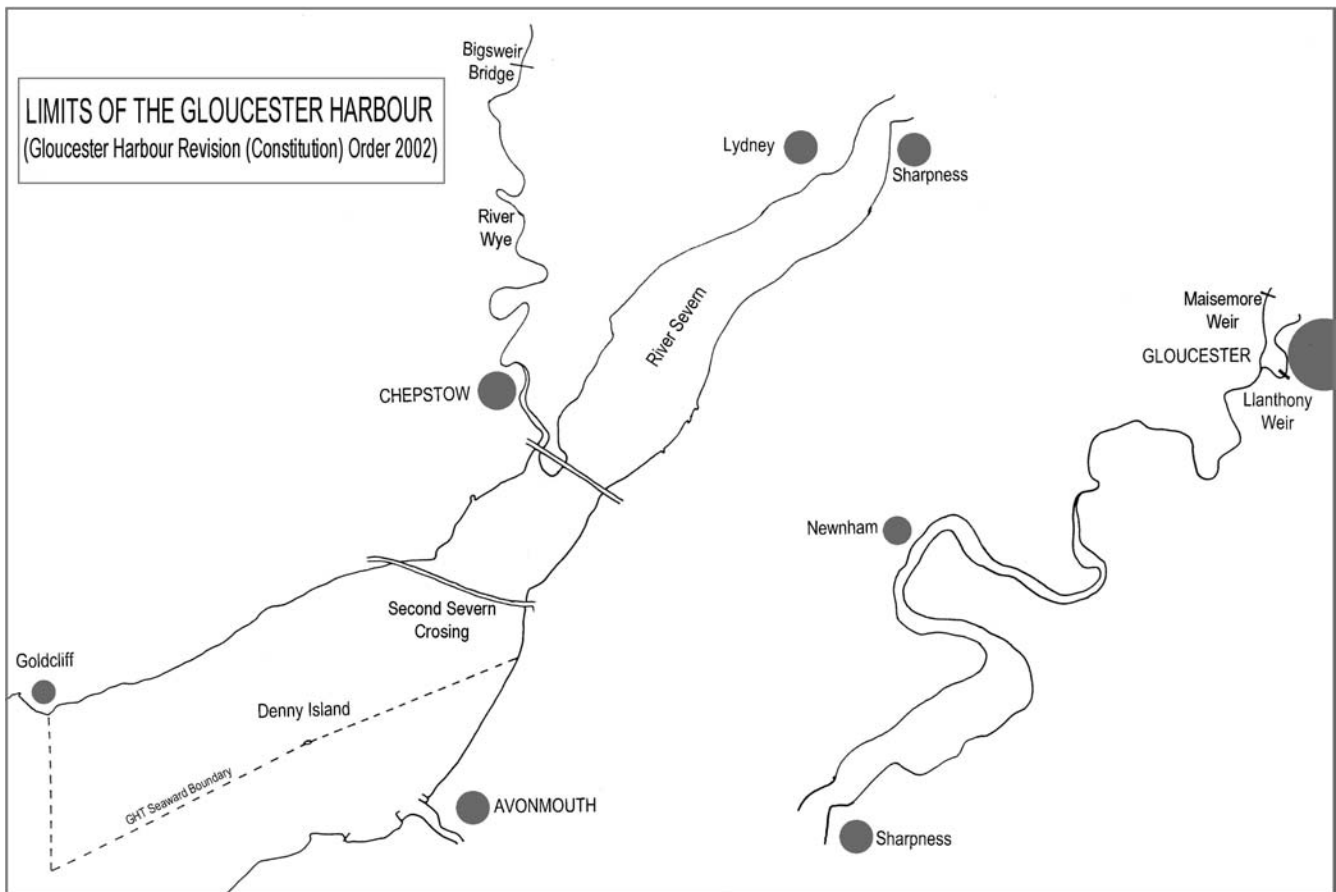 LIMITS OF THE GLOUCESTER HARBOUR
(Gloucester Harbour Revision (Constitution) Order 2002)
Bigsweir
Bridge
River
Wye
Lydney
Sharpness
River Severn
Maisemore
Weir
GLOUCESTER
Llanthony
Weir
CHEPSTOW
Newnham
Second Severn
Crosing
Goldcliff
Denny Island
GHT Seaward Boundary
AVONMOUTH
Sharpness